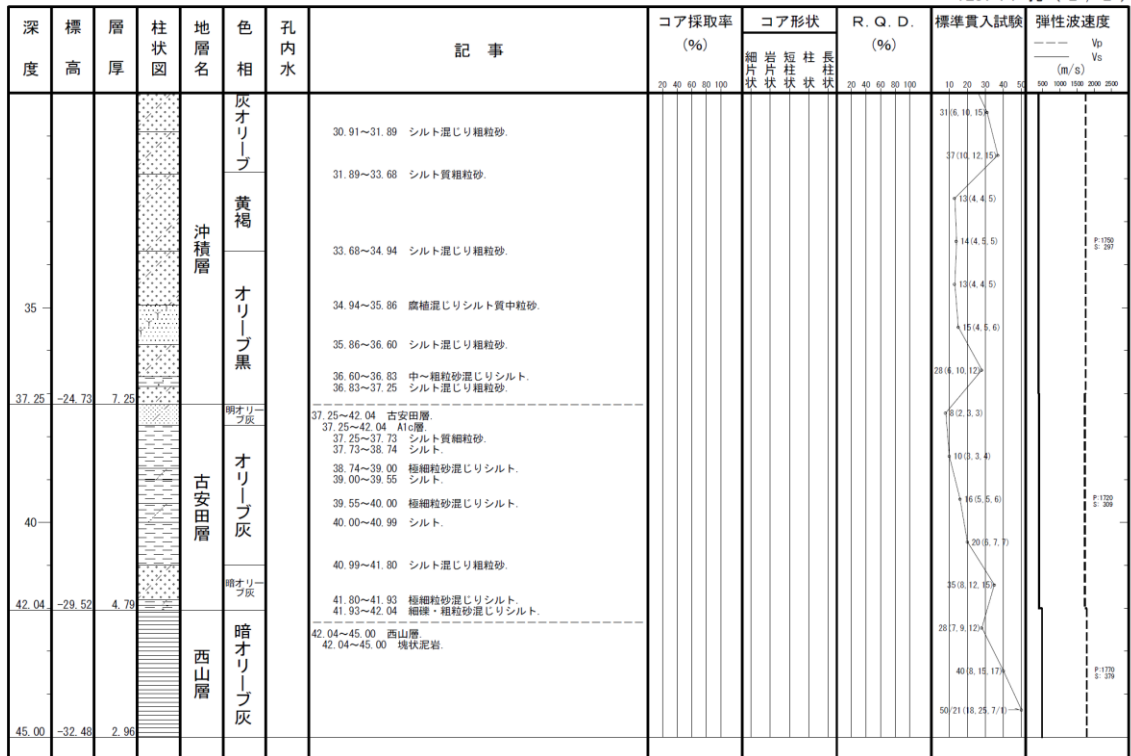 深度
標高
層厚
柱状図
地層名
色相
孔内水
記 事
コア採取率
(%)
20 40 60 80 100
コア形状
細片状
岩片状
短柱状
柱状
長柱状
R. Q. D.
(%)
20 40 60 80 100
標準貫入試験
10 20 30 40 50
弾性波速度
Vp
Vs
(m/s)
500 1000 1500 2000 2500
灰オリーブ
黄褐
オリーブ黒
明オリーブ灰
オリーブ灰
暗オリーブ灰
暗オリーブ灰
沖積層
古安田層
西山層
35
37.25 -24.73 7.25
40
42.04 -29.52 4.79
45.00 -32.48 2.96
30.91～31.89 シルト混じり粗粒砂.
31.89～33.68 シルト質粗粒砂.
33.68～34.94 シルト混じり粗粒砂.
34.94～35.86 腐植混じりシルト質中粒砂.
35.86～36.60 シルト混じり粗粒砂.
36.60～36.83 中～粗粒砂混じりシルト.
36.83～37.25 シルト混じり粗粒砂.
37.25～42.04 古安田層.
37.25～42.04 A1c層.
37.25～37.73 シルト質細粒砂.
37.73～38.74 シルト.
38.74～39.00 極細粒砂混じりシルト.
39.00～39.55 シルト.
39.55～40.00 極細粒砂混じりシルト.
40.00～40.99 シルト.
40.99～41.80 シルト混じり粗粒砂.
41.80～41.93 極細粒砂混じりシルト.
41.93～42.04 細礫・粗粒砂混じりシルト.
42.04～45.00 西山層.
42.04～45.00 塊状泥岩.
31(6, 10, 15)
37(10, 12, 15)
13(4, 4, 5)
14(4, 5, 5)
13(4, 4, 5)
15(4, 5, 6)
28(6, 10, 12)
8(2, 3, 3)
10(3, 3, 4)
16(5, 5, 6)
20(6, 7, 7)
35(8, 12, 15)
28(7, 9, 12)
40(8, 15, 17)
50/21(18, 25, 7/1)
P:1750
S: 297
P:1720
S: 309
P:1770
S: 379